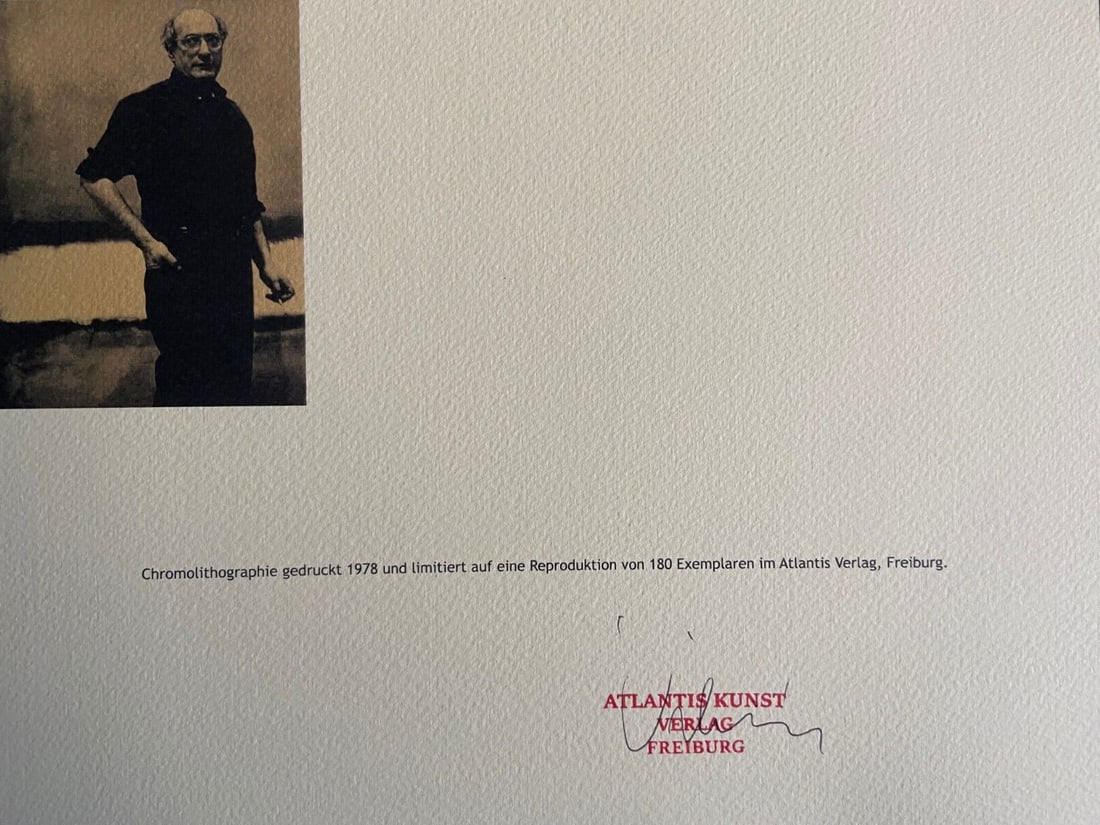 Chromolithographie gedruckt 1978 und limitiert auf eine Reproduktion von 180 Exemplaren im Atlantis Verlag, Freiburg.
ATLANTIS KUNST
VERLAG
FREIBURG